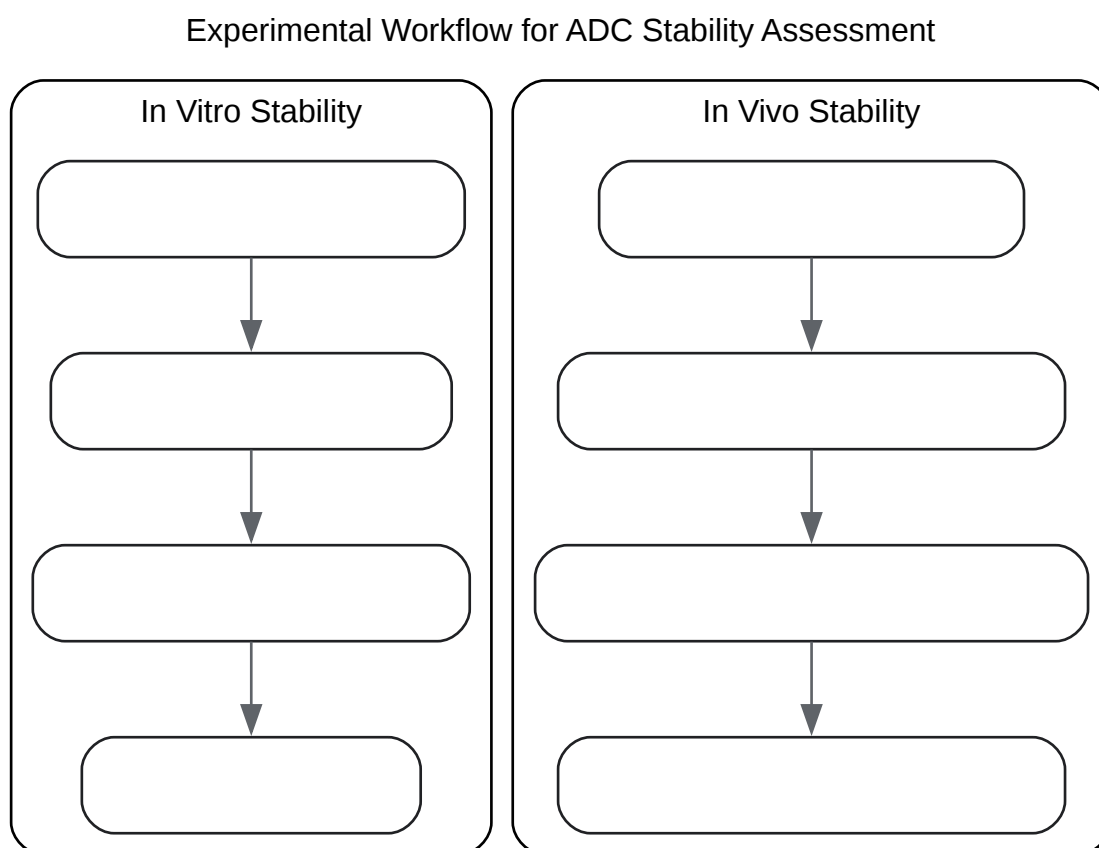 Experimental Workflow for ADC Stability Assessment
In Vitro Stability
In Vivo Stability